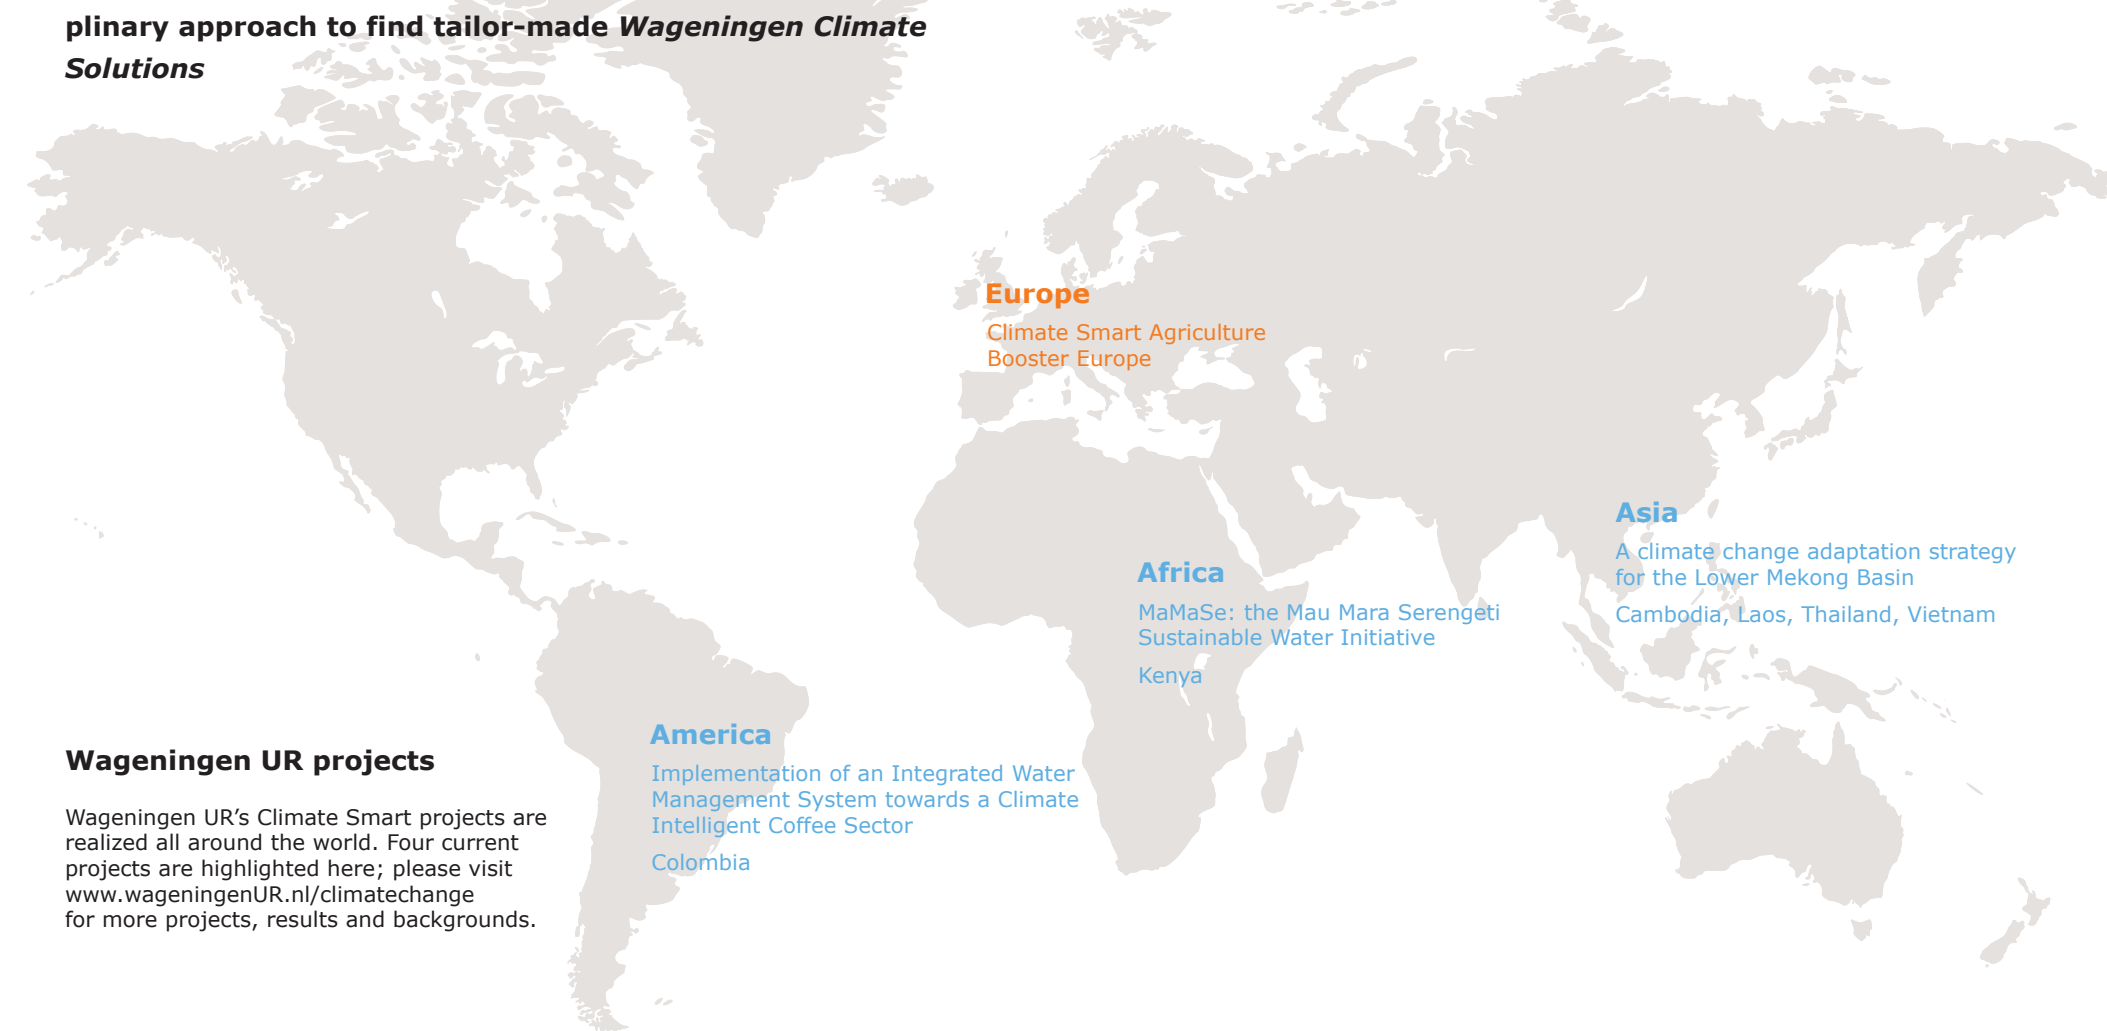 plinary approach to find tailor-made Wageningen Climate
Solutions
Europe
Climate Smart Agriculture
Booster Europe
Asia
A climate change adaptation strategy
for the Lower Mekong Basin
Cambodia, Laos, Thailand, Vietnam
Africa
MaMaSe: the Mau Mara Serengeti
Sustainable Water Initiative
Kenya
America
Implementation of an Integrated Water
Management System towards a Climate
Intelligent Coffee Sector
Colombia
Wageningen UR projects
Wageningen UR’s Climate Smart projects are
realized all around the world. Four current
projects are highlighted here; please visit
www.wageningenUR.nl/climatechange
for more projects, results and backgrounds.